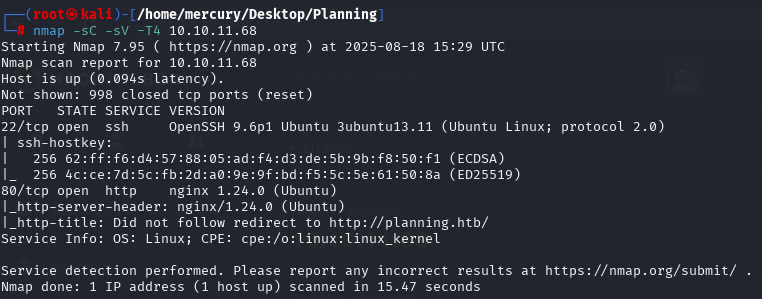 ┌──(root㉿kali)-[/home/mercury/Desktop/Planning]
└─# nmap -sC -sV -T4 10.10.11.68
Starting Nmap 7.95 ( https://nmap.org ) at 2025-08-18 15:29 UTC
Nmap scan report for 10.10.11.68
Host is up (0.094s latency).
Not shown: 998 closed tcp ports (reset)
PORT   STATE SERVICE VERSION
22/tcp open  ssh     OpenSSH 9.6p1 Ubuntu 3ubuntu13.11 (Ubuntu Linux; protocol 2.0)
| ssh-hostkey:
|   256 62:ff:f6:d4:57:88:05:ad:f4:d3:de:5b:9b:f8:50:f1 (ECDSA)
|_  256 4c:ce:7d:5c:fb:2d:a0:9e:9f:bd:f5:5c:5e:61:50:8a (ED25519)
80/tcp open  http    nginx 1.24.0 (Ubuntu)
|_http-server-header: nginx/1.24.0 (Ubuntu)
|_http-title: Did not follow redirect to http://planning.htb/
Service Info: OS: Linux; CPE: cpe:/o:linux:linux_kernel

Service detection performed. Please report any incorrect results at https://nmap.org/submit/ .
Nmap done: 1 IP address (1 host up) scanned in 15.47 seconds